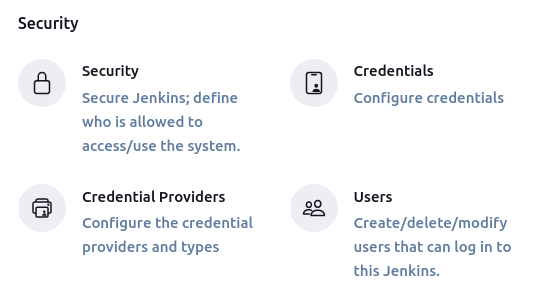 Security
Security
Secure Jenkins; define
who is allowed to
access/use the system.
Credentials
Configure credentials
Credential Providers
Configure the credential
providers and types
Users
Create/delete/modify
users that can log in to
this Jenkins.